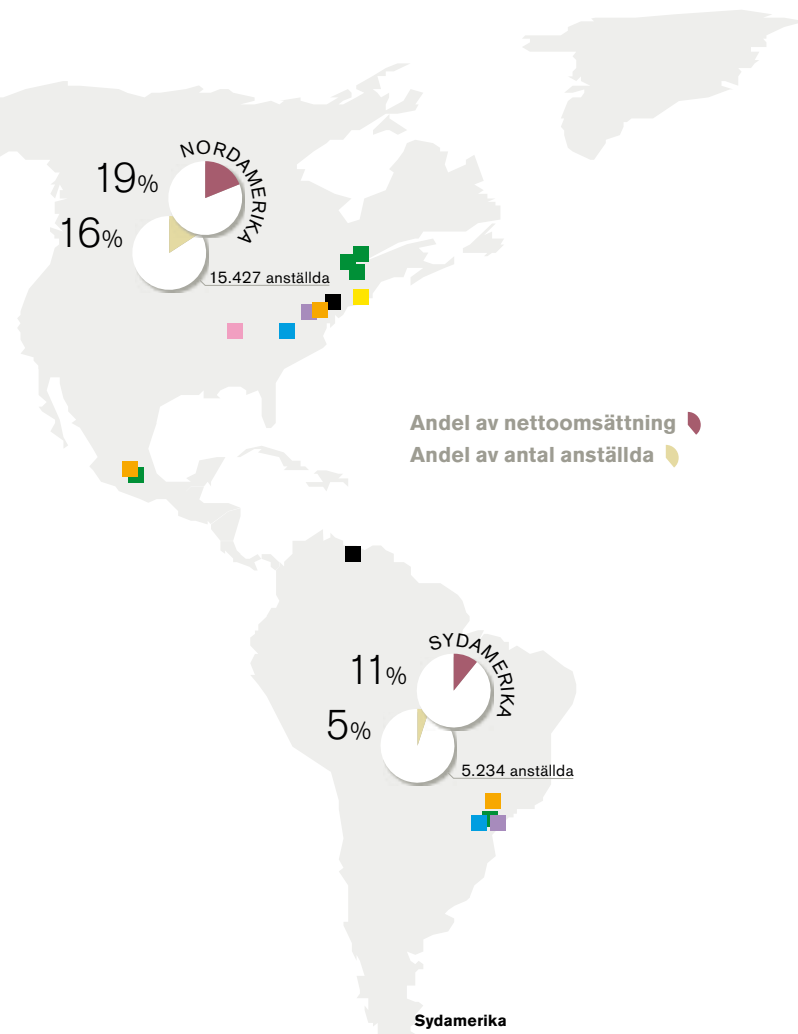 NORDAMERIKA
19%
16%
15.427 anställda
Andel av nettoomsättning
Andel av antal anställda
SYDAMERIKA
11%
5%
5.234 anställda
Sydamerika